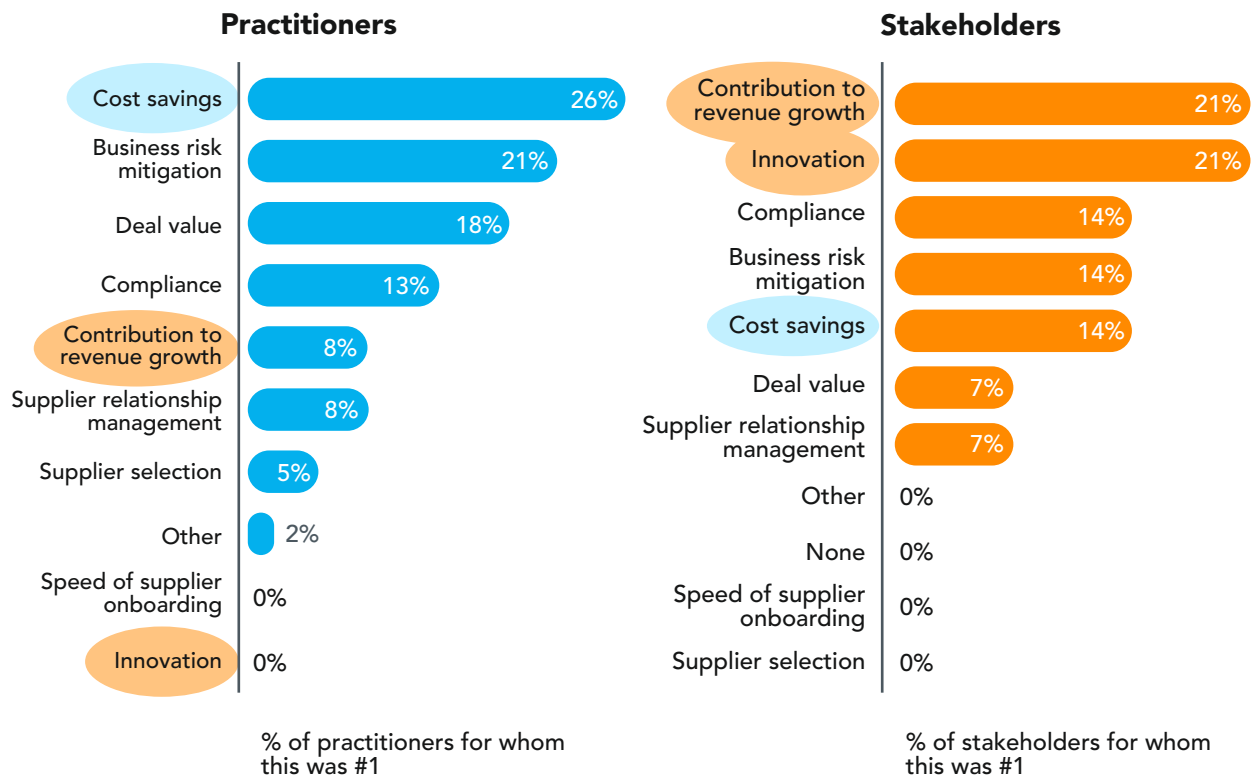 Practitioners
Cost savings
26%
Business risk
mitigation
21%
Deal value
18%
Compliance
13%
Contribution to
revenue growth
8%
Supplier relationship
management
8%
Supplier selection
5%
Other
2%
Speed of supplier
onboarding
0%
Innovation
0%
% of practitioners for whom
this was #1
Stakeholders
Contribution to
revenue growth
21%
Innovation
21%
Compliance
14%
Business risk
mitigation
14%
Cost savings
14%
Deal value
7%
Supplier relationship
management
7%
Other
0%
None
0%
Speed of supplier
onboarding
0%
Supplier selection
0%
% of stakeholders for whom
this was #1